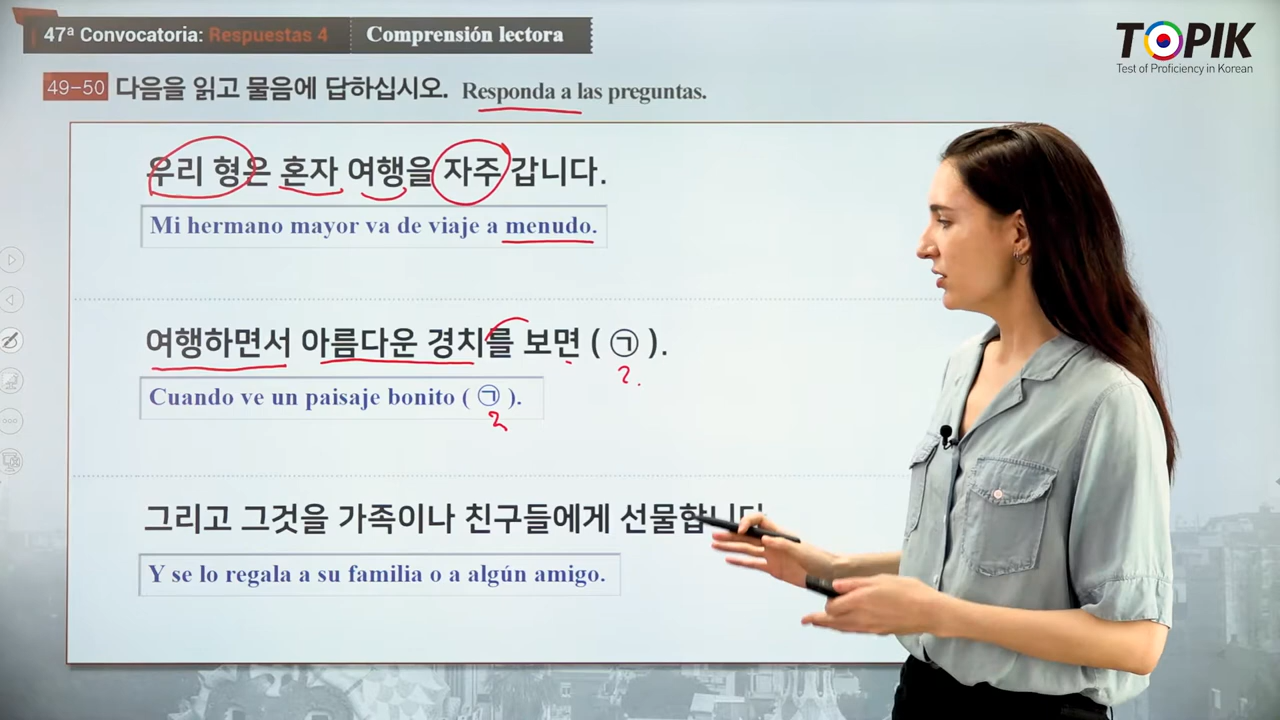 47ª Convocatoria: Respuestas 4 Comprensión lectora
TOPIK
Test of Proficiency in Korean
49-50 다음을 읽고 물음에 답하십시오. Responda a las preguntas.
우리 형은 혼자 여행을 자주 갑니다.
Mi hermano mayor va de viaje a menudo.
여행하면서 아름다운 경치를 보면 ( ㉠ ).
?
Cuando ve un paisaje bonito ( ㉠ ).
?
그리고 그것을 가족이나 친구들에게 선물합니다
Y se lo regala a su familia o a algún amigo.